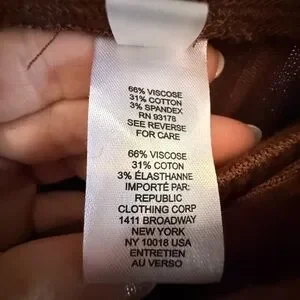 66% VISCOSE
31% COTTON
3% SPANDEX
RN 93178
SEE REVERSE
FOR CARE
66% VISCOSE
31% COTON
3% ÉLASTHANNE
IMPORTÉ PAR:
REPUBLIC
CLOTHING CORP
1411 BROADWAY
NEW YORK
NY 10018 USA
ENTRETIEN
AU VERSO